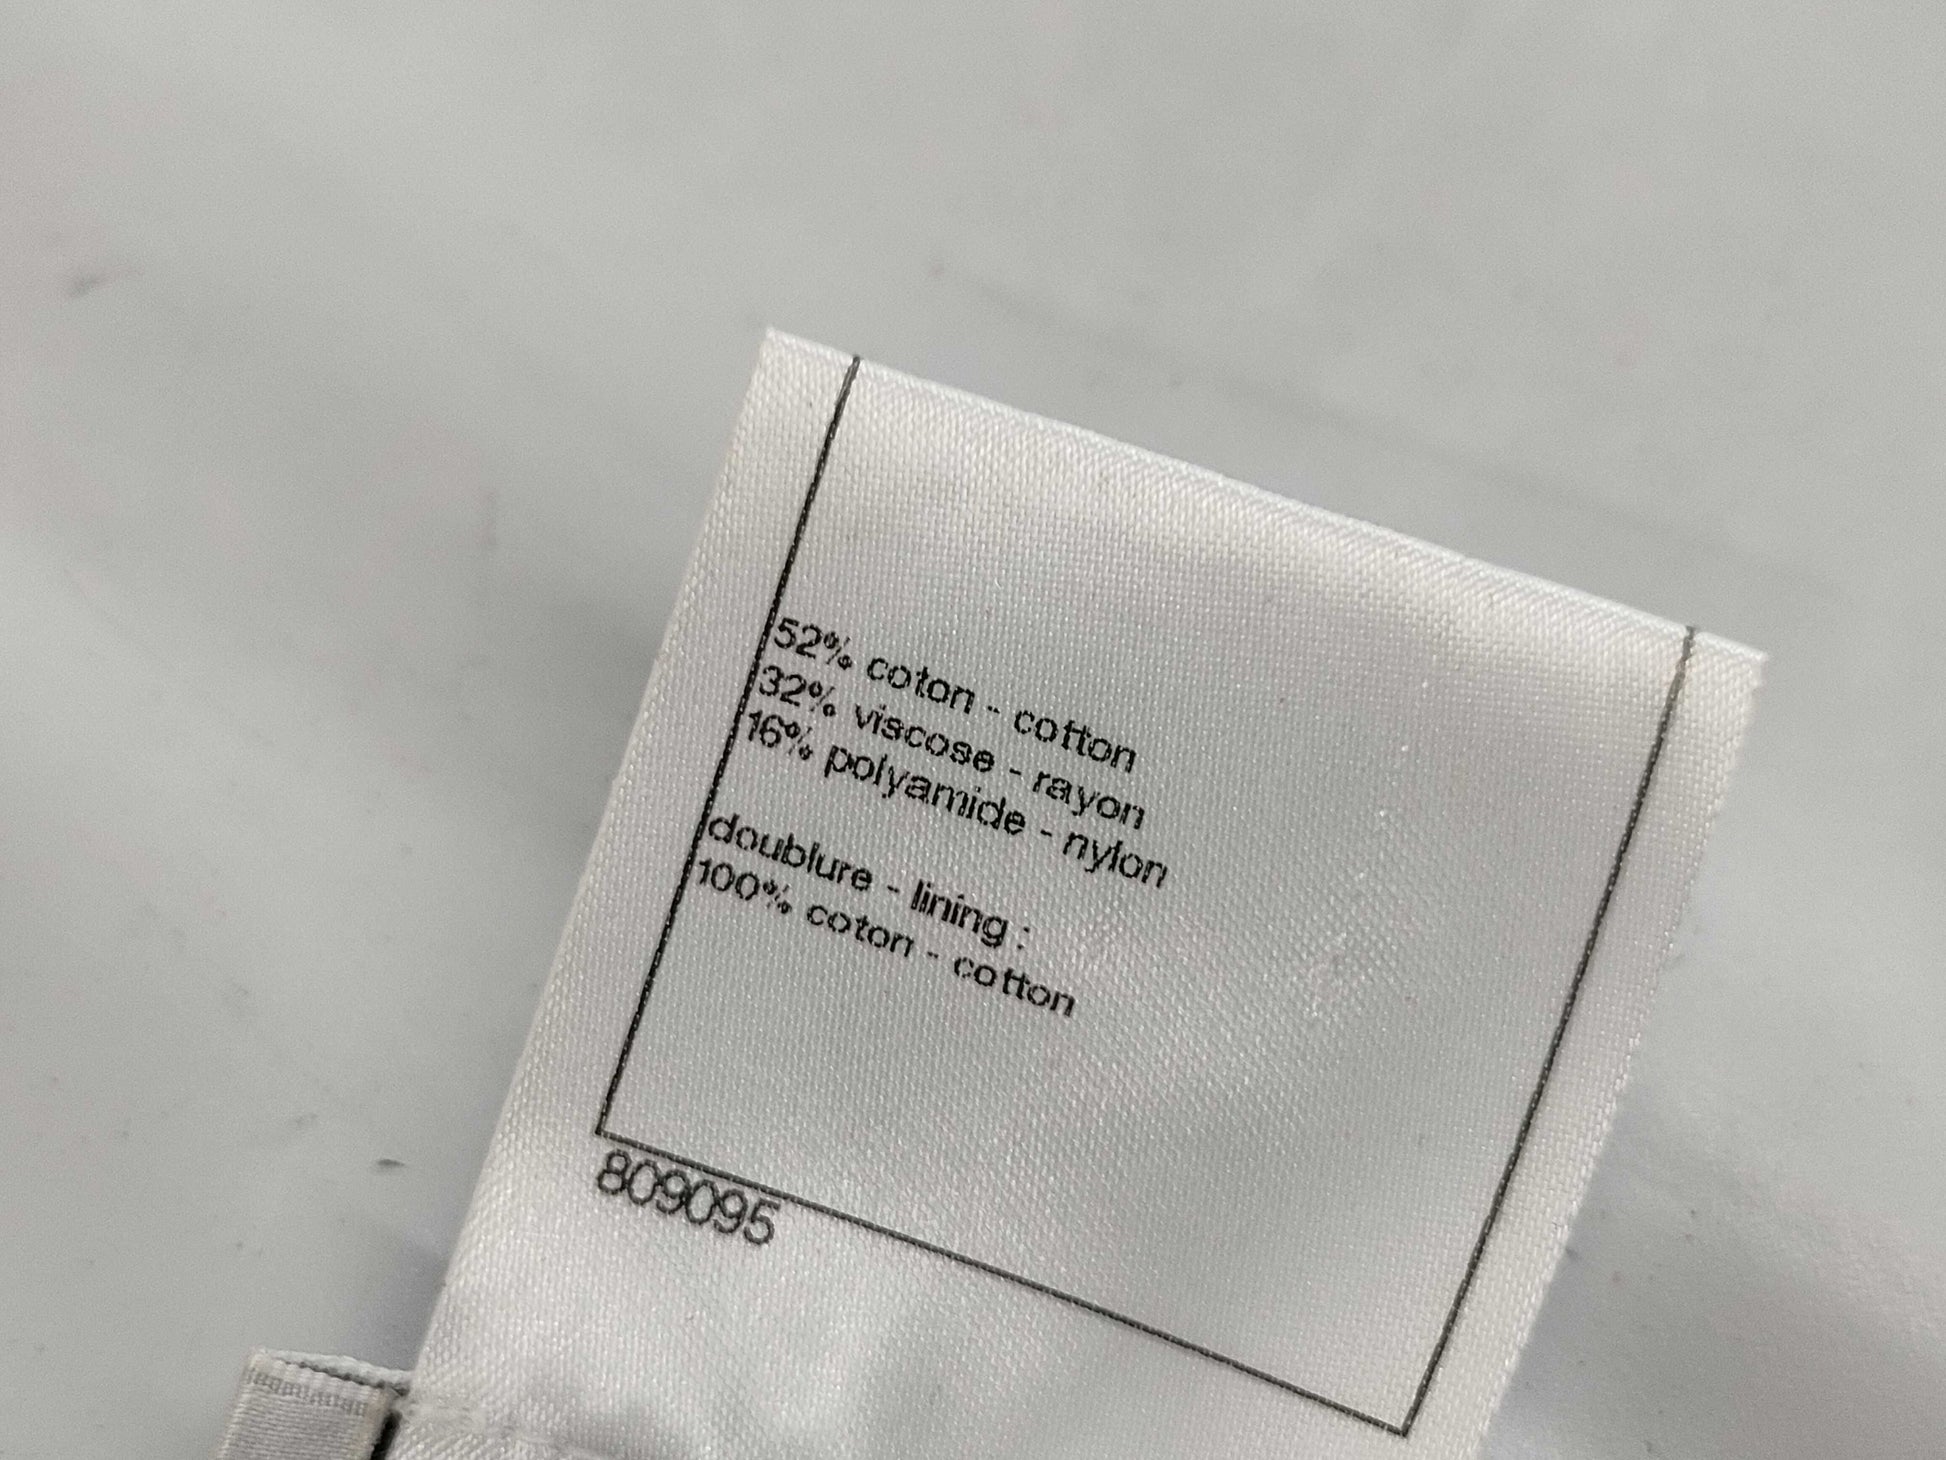 52% coton - cotton
32% viscose - rayon
16% polyamide - nylon
doublure - lining :
100% coton - cotton
809095